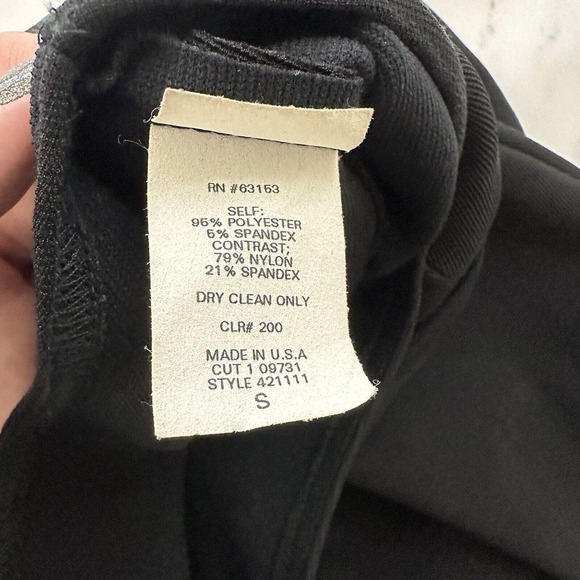 RN #63153
SELF:
95% POLYESTER
5% SPANDEX
CONTRAST;
79% NYLON
21% SPANDEX
DRY CLEAN ONLY
CLR# 200
MADE IN U.S.A
CUT 1 09731
STYLE 421111
S